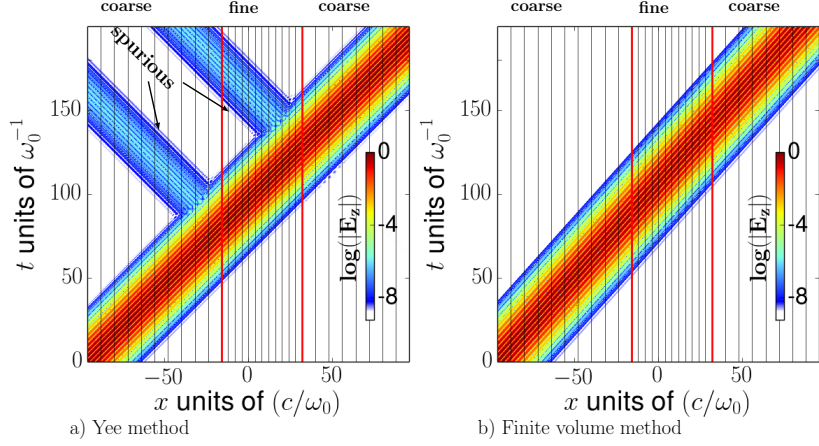 coarse fine coarse
spurious
t units of ω₀⁻¹
150
100
50
0
0
-4
-8
log(|E_z|)
−50 0 50
x units of (c/ω₀)
a) Yee method
coarse fine coarse
t units of ω₀⁻¹
150
100
50
0
0
-4
-8
log(|E_z|)
−50 0 50
x units of (c/ω₀)
b) Finite volume method